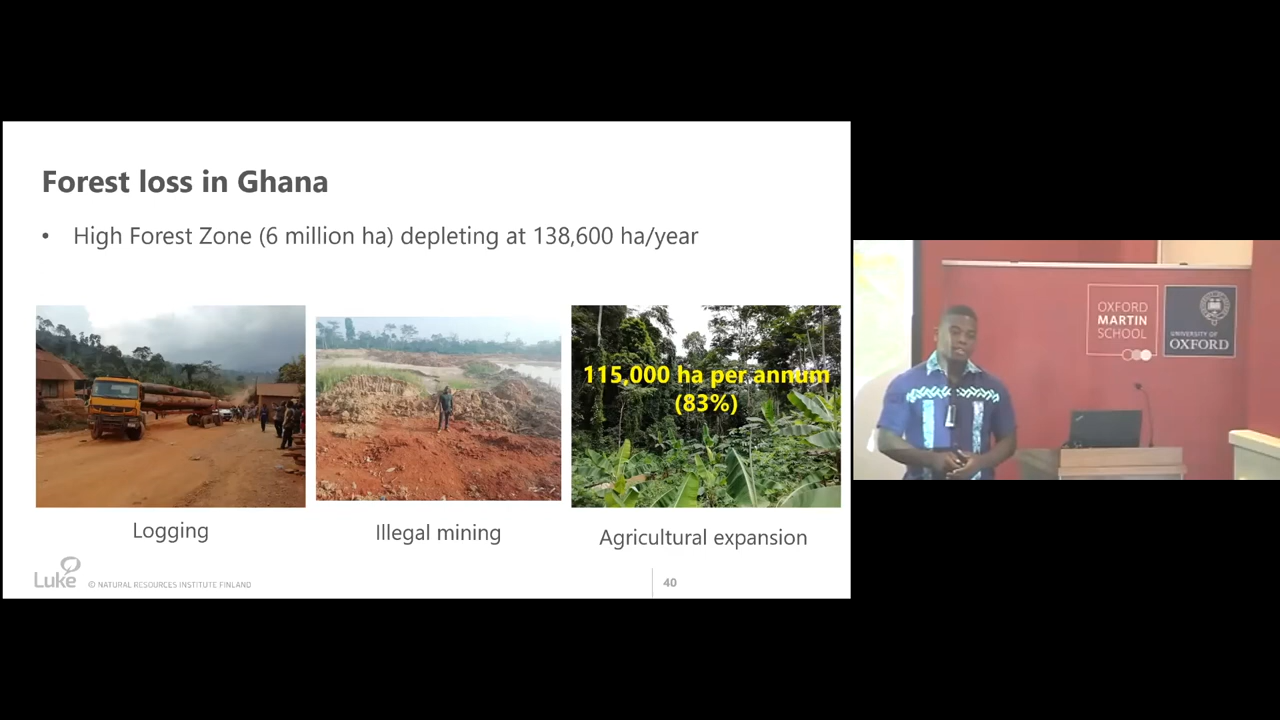 Forest loss in Ghana
• High Forest Zone (6 million ha) depleting at 138,600 ha/year
115,000 ha per annum
(83%)
Logging
Illegal mining
Agricultural expansion
Luke
© NATURAL RESOURCES INSTITUTE FINLAND
40
OXFORD
MARTIN
SCHOOL
UNIVERSITY OF
OXFORD